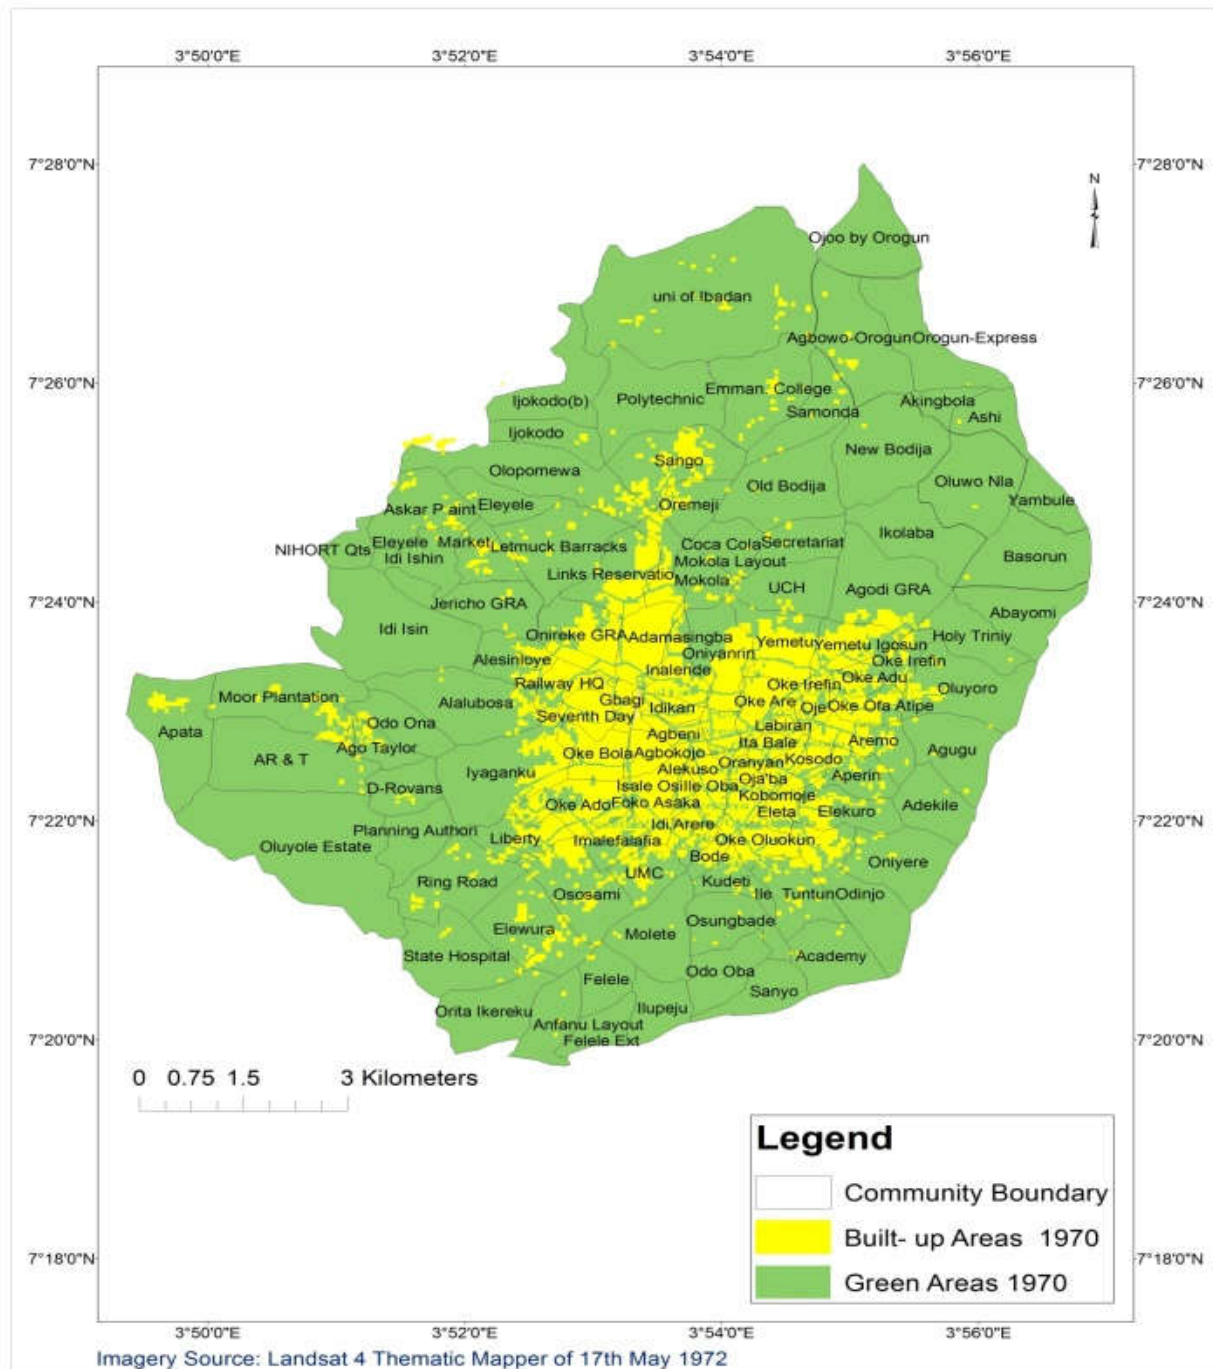 3°50'0"E 3°52'0"E 3°54'0"E 3°56'0"E
7°28'0"N 7°28'0"N
N
Ojoo by Orogun
uni of Ibadan
Agbowo-Orogun Orogun-Express
7°26'0"N 7°26'0"N
Emman. College
Ijokodo(b) Polytechnic Akingbola
Samonda Ashi
Ijokodo
New Bodija
Sango
Olopomewa
Oluwo Nla
Old Bodija
Yambule
Eleyele Oremeji
Askar P aint
Ikolaba
Eleyele Market Letmuck Barracks Coca Cola Secretariat
NIHORT Qts
Idi Ishin Basorun
Mokola Layout
Links Reservatio Mokola
UCH Agodi GRA
7°24'0"N 7°24'0"N
Jericho GRA
Abayomi
Idi Isin
Onireke GRA Adamasingba Yemetu Yemetu Igosun Holy Triniy
Oniyanrin
Alesinloye Oke Irefin
Inalende
Railway HQ Oke Irefin Oke Adu
Oluyoro
Moor Plantation
Alalubosa Gbagi Idikan Oke Are Oje Oke Ofa Atipe
Seventh Day
Odo Ona Labiran
Apata Agbeni
Ago Taylor Ita Bale Aremo
Oke Bola Agbokojo Agugu
AR & T Oranyan Kosodo
Iyaganku Alekuso
Oja'ba Aperin
D-Rovans Isale Osi Ile Oba
Kobomoje
Oke Ado Foko Asaka Adekile
Eleta Elekuro
7°22'0"N 7°22'0"N
Planning Authori Idi Arere
Liberty Imalefalafia Oke Oluokun
Oluyole Estate
Bode Oniyere
UMC
Ring Road Kudeti
Ososami Ile Tuntun Odinjo
Osungbade
Elewura Molete
State Hospital Academy
Odo Oba
Felele
Sanyo
Orita Ikereku Ilupeju
Anfanu Layout
7°20'0"N Felele Ext 7°20'0"N
0 0.75 1.5 3 Kilometers
Legend
Community Boundary
Built- up Areas 1970
7°18'0"N 7°18'0"N
Green Areas 1970
3°50'0"E 3°52'0"E 3°54'0"E 3°56'0"E
Imagery Source: Landsat 4 Thematic Mapper of 17th May 1972